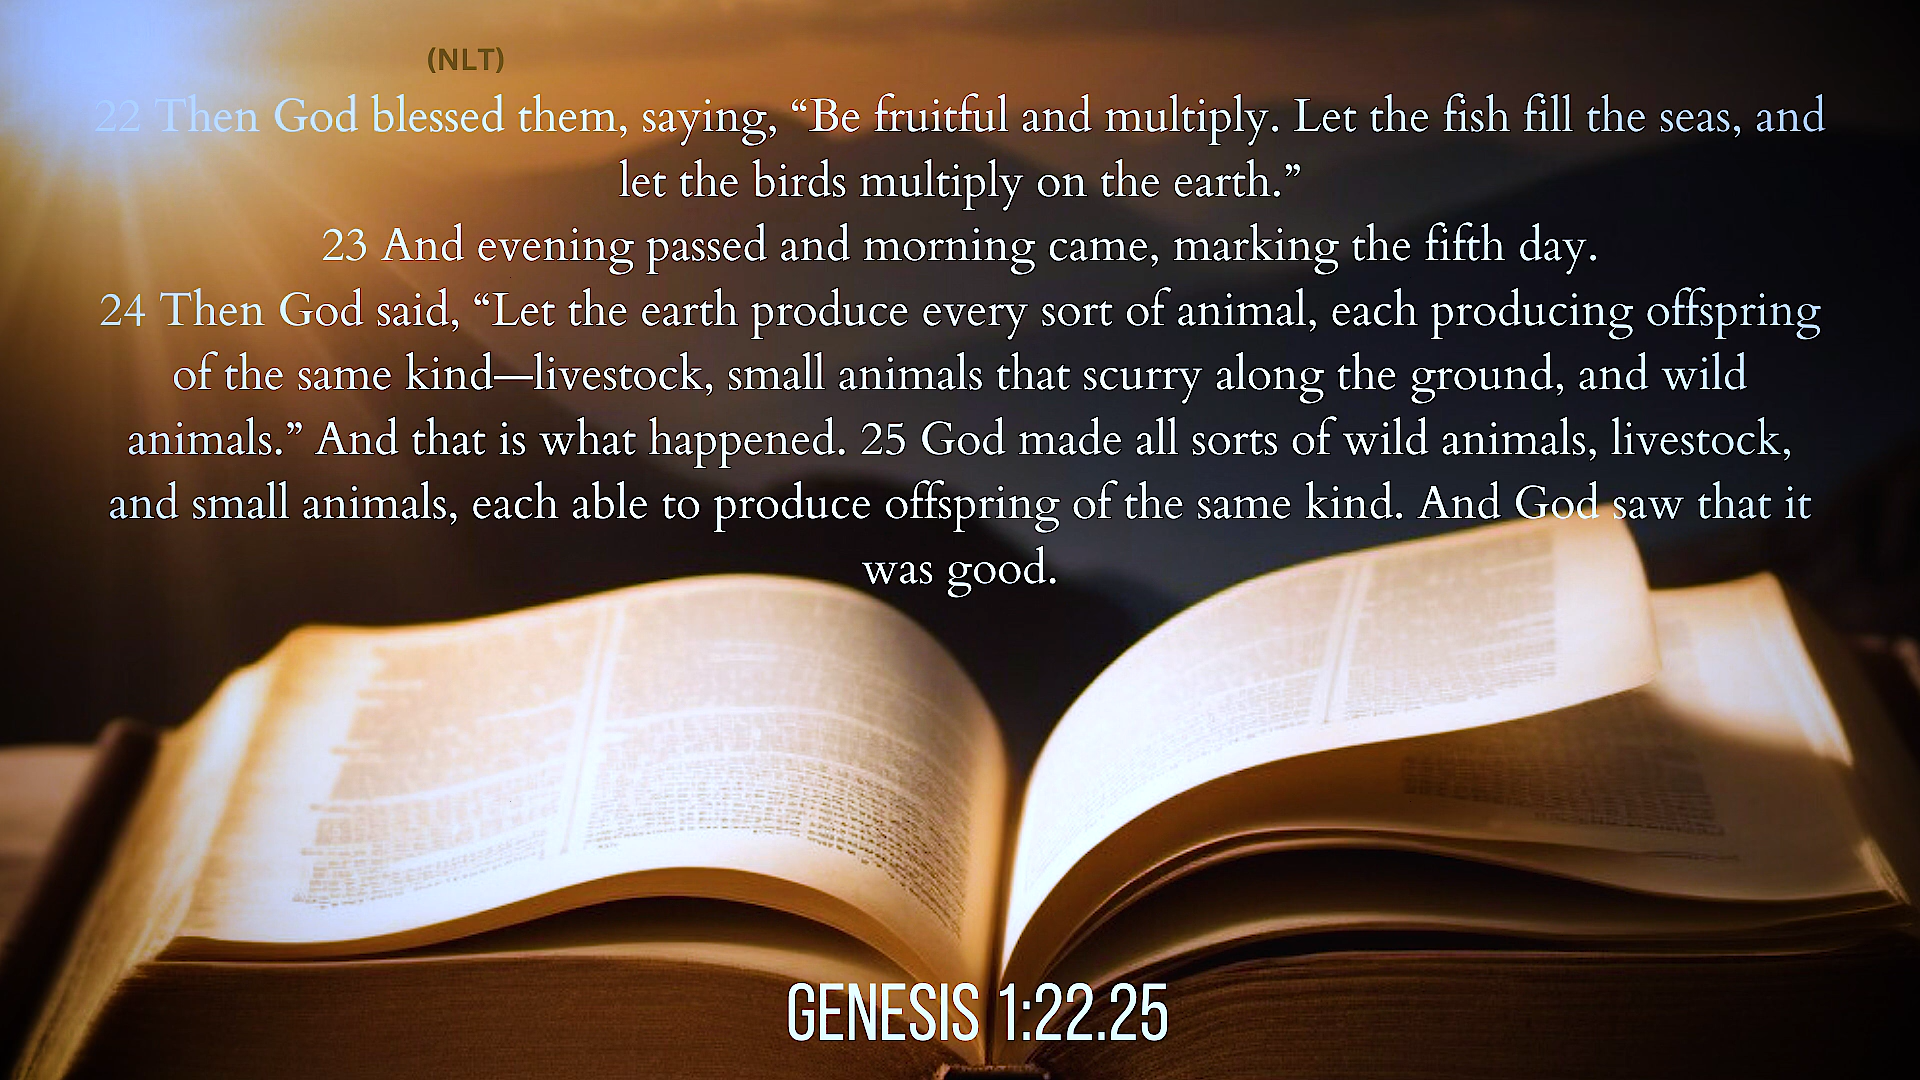 (NLT)
22 Then God blessed them, saying, “Be fruitful and multiply. Let the fish fill the seas, and
let the birds multiply on the earth.”
23 And evening passed and morning came, marking the fifth day.
24 Then God said, “Let the earth produce every sort of animal, each producing offspring
of the same kind—livestock, small animals that scurry along the ground, and wild
animals.” And that is what happened. 25 God made all sorts of wild animals, livestock,
and small animals, each able to produce offspring of the same kind. And God saw that it
was good.
GENESIS 1:22.25